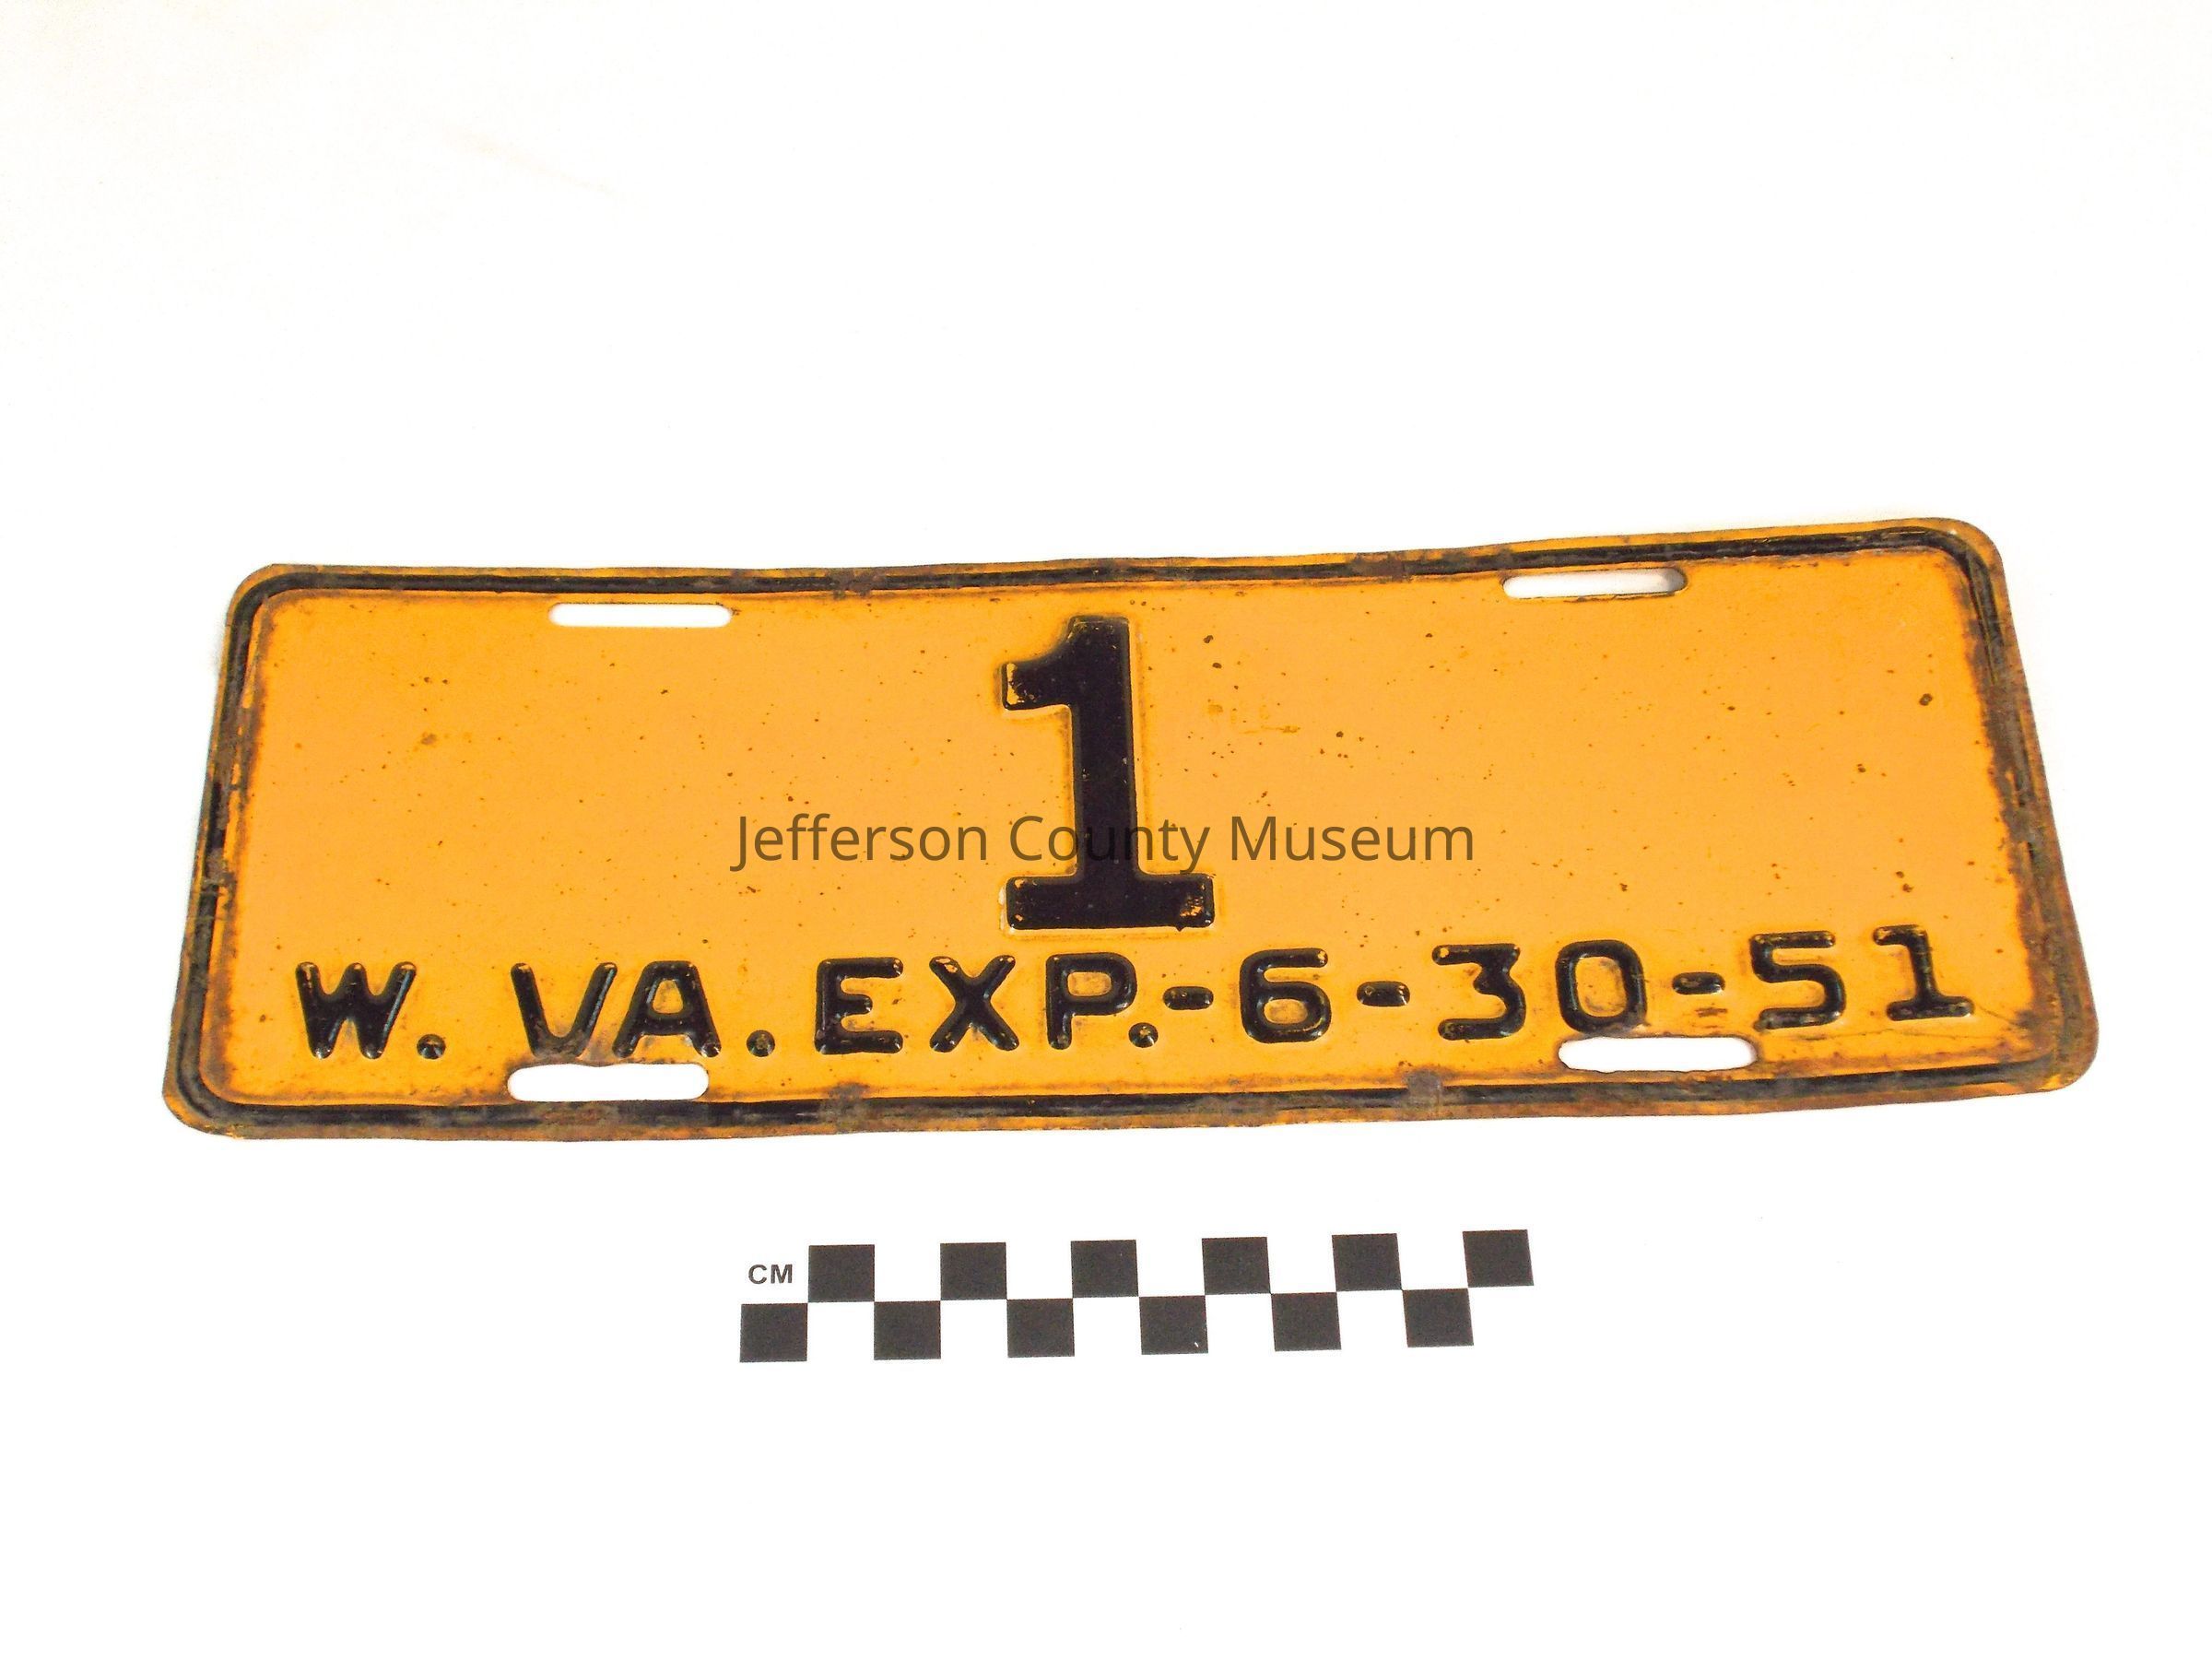 1
Jefferson County Museum
W. VA. EXP.-6-30-51
CM